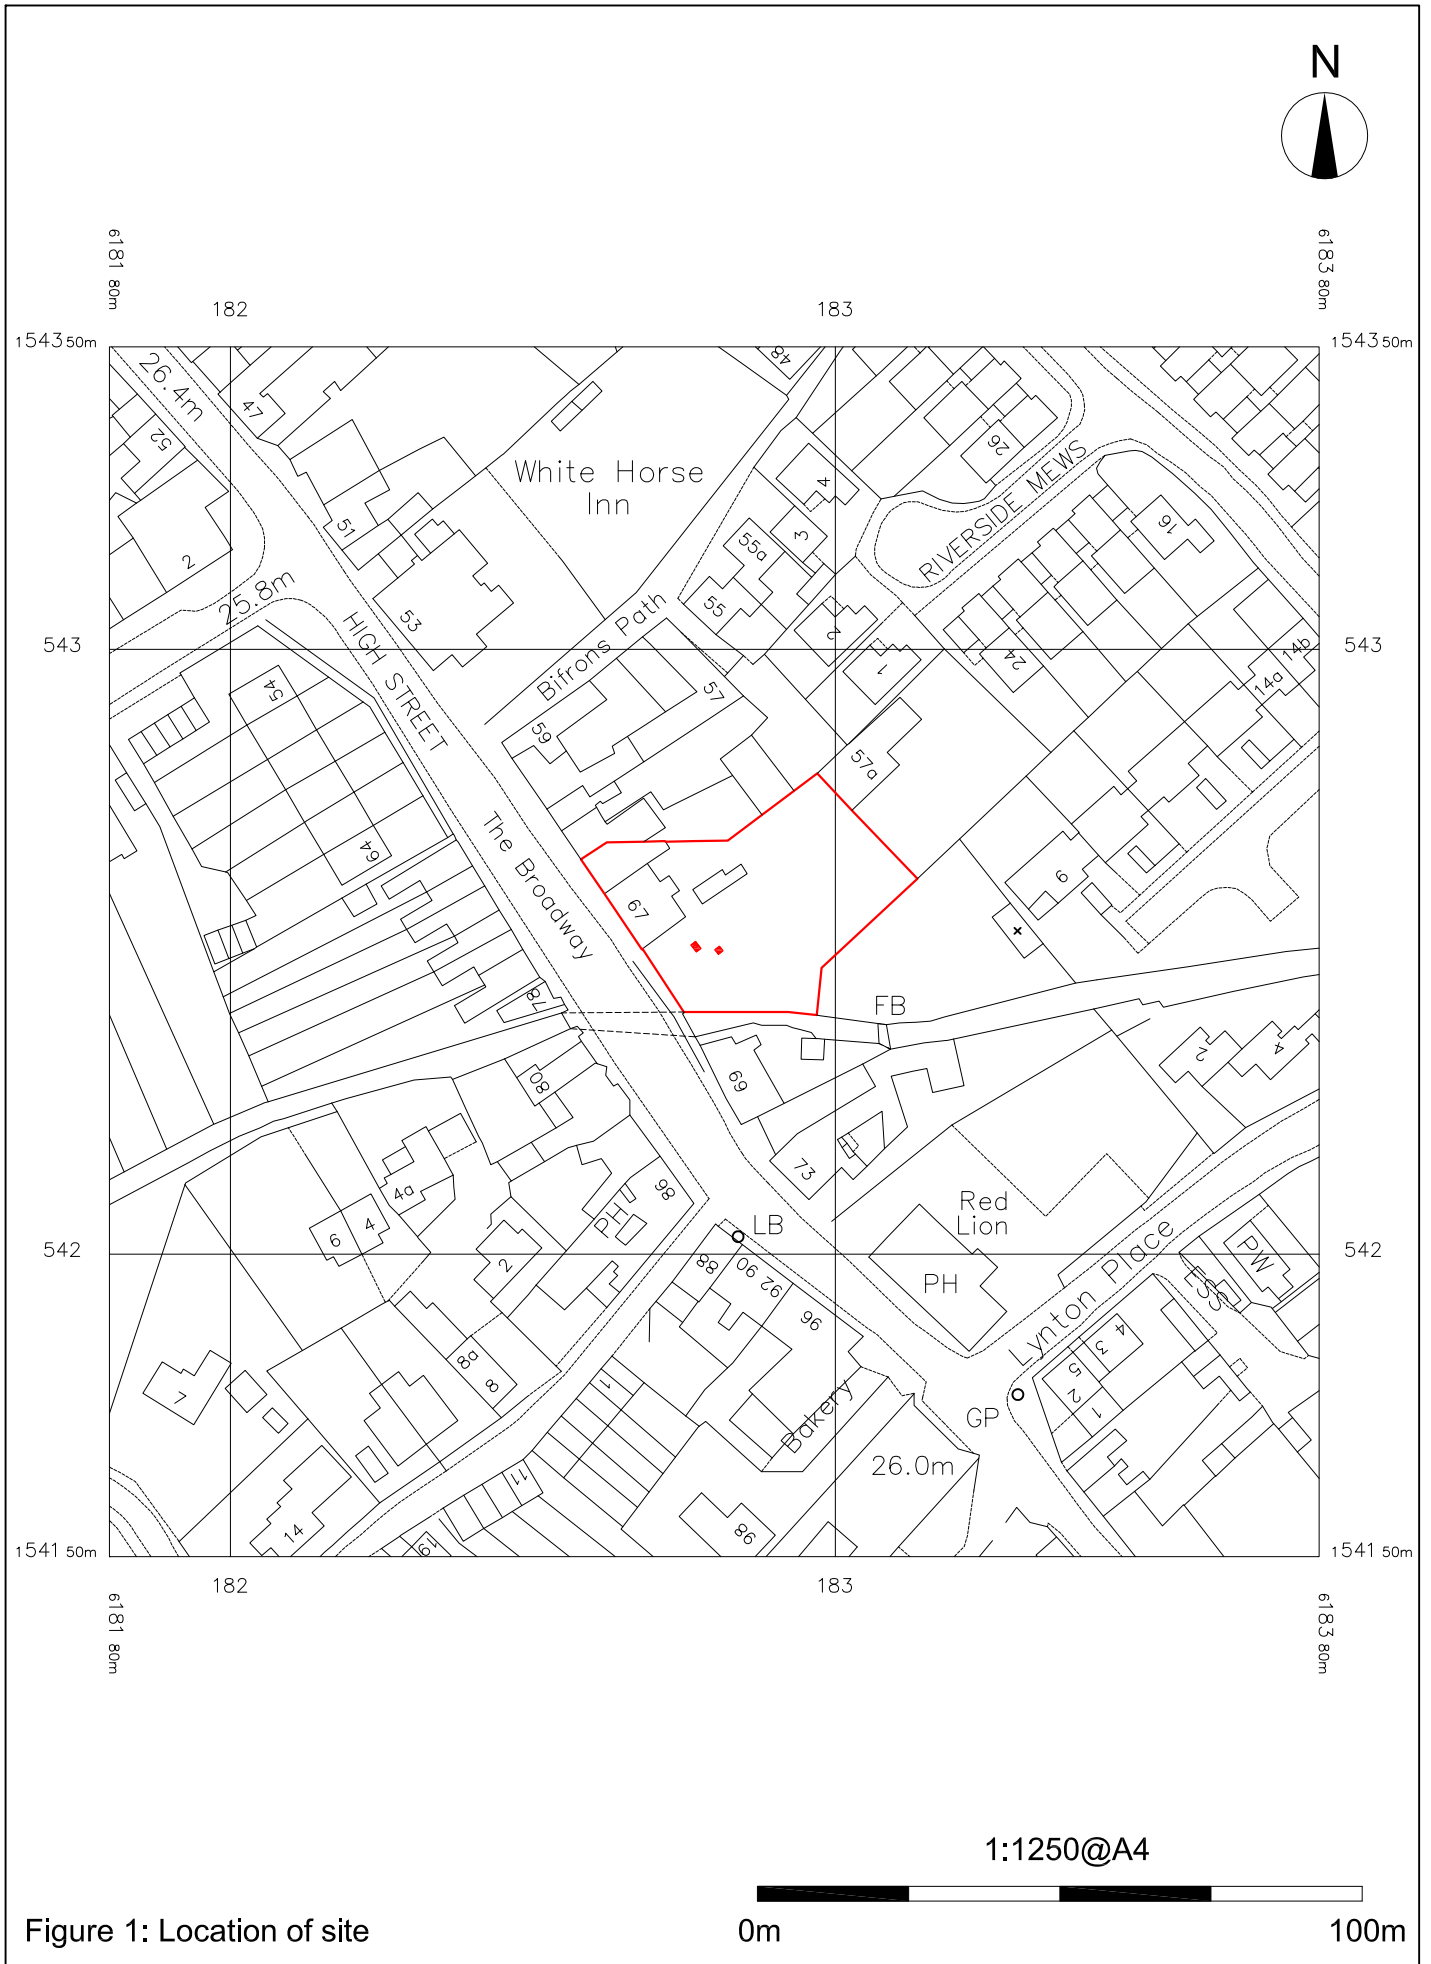 N
6181 80m
6183 80m
182
183
1543 50m
1543 50m
26.4m
47
52
48
51
2
White Horse
Inn
4
3
55a
55
26
RIVERSIDE MEWS
16
25.8m
53
HIGH STREET
Bifrons Path
2
1
24
14a
14b
543
543
54
59
57
57a
64
The Broadway
67
9
78
FB
80
69
2
4
4a
86
PH
73
Red
Lion
6
4
2
LB
88
90
92
96
PH
Lynton Place
PW
ESS
542
542
7
8a
8
1
Bakery
5
4
3
2
1
GP
26.0m
11
14
19
98
1541 50m
1541 50m
182
183
6181 80m
6183 80m
1:1250@A4
0m
100m
Figure 1: Location of site